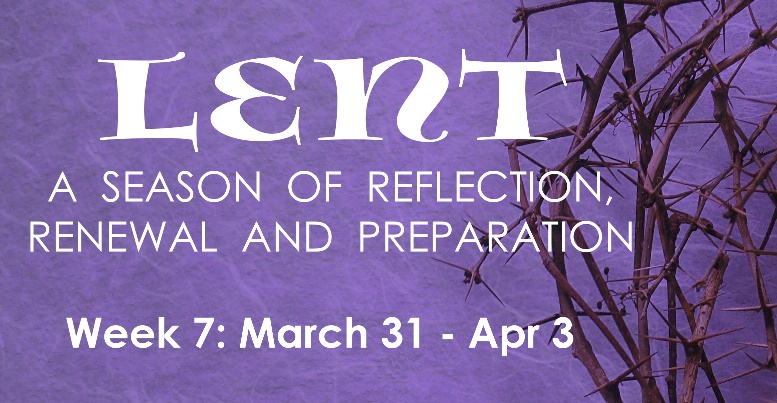 LENT
A SEASON OF REFLECTION,
RENEWAL AND PREPARATION
Week 7: March 31 - Apr 3